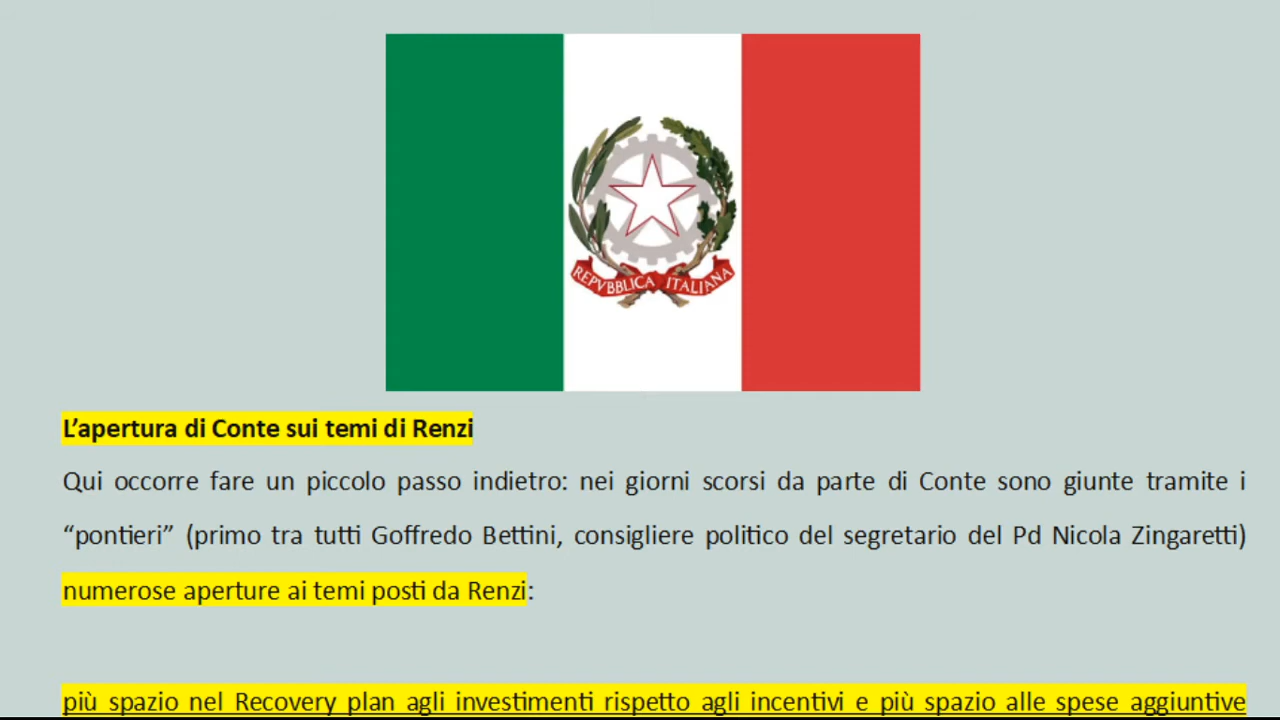 REPVBBLICA ITALIANA
L’apertura di Conte sui temi di Renzi
Qui occorre fare un piccolo passo indietro: nei giorni scorsi da parte di Conte sono giunte tramite i
“pontieri” (primo tra tutti Goffredo Bettini, consigliere politico del segretario del Pd Nicola Zingaretti)
numerose aperture ai temi posti da Renzi:
più spazio nel Recovery plan agli investimenti rispetto agli incentivi e più spazio alle spese aggiuntive